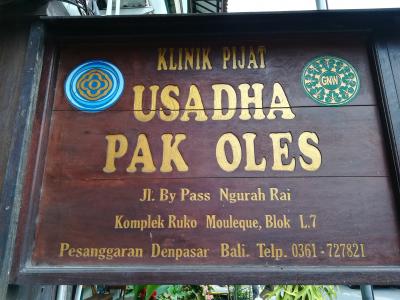 KLINIK PIJAT
GNW
USADHA
PAK OLES
Jl. By Pass Ngurah Rai
Komplek Ruko Mouleque, Blok L.7
Pesanggaran Denpasar Bali. Telp. 0361-727821